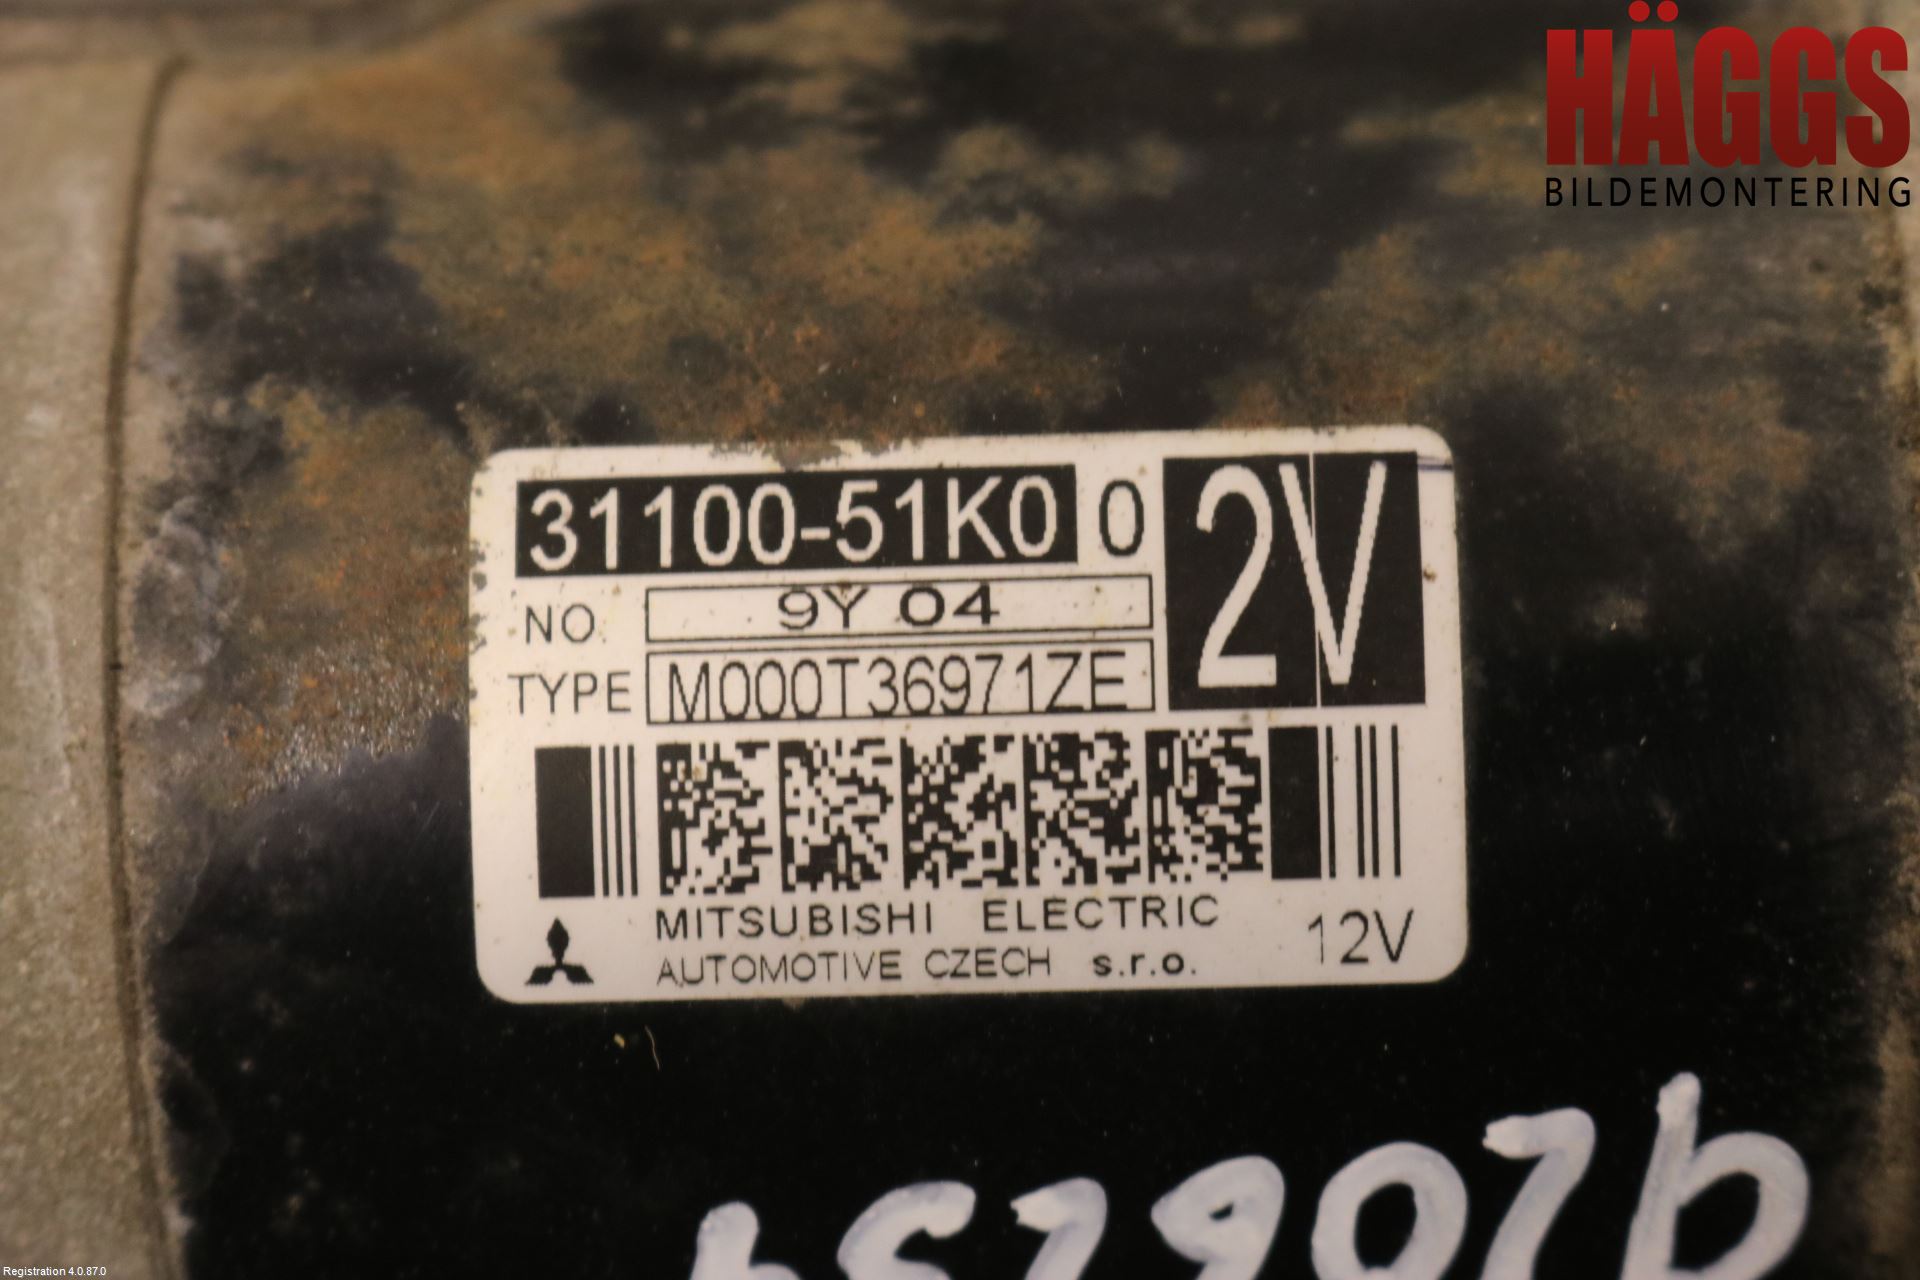 HÄGGS
BILDEMONTERING
31100-51K0 0
2V
NO. 9Y 04
TYPE M000T36971ZE
MITSUBISHI ELECTRIC
AUTOMOTIVE CZECH s.r.o.
12V
Registration 4.0.87.0